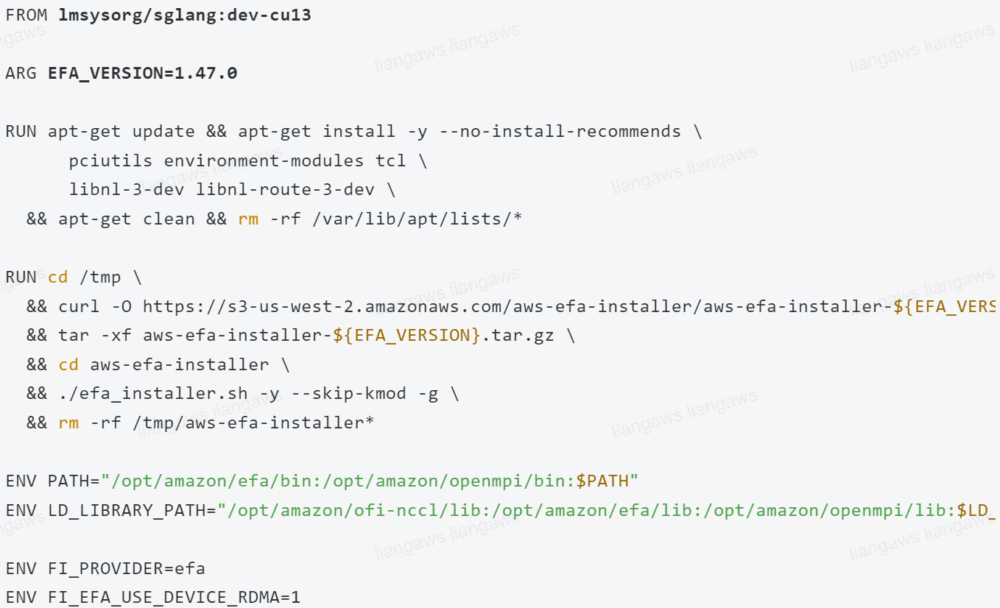 FROM lmsysorg/sglang:dev-cu13
ARG EFA_VERSION=1.47.0
RUN apt-get update && apt-get install -y --no-install-recommends \
pciutils environment-modules tcl \
libnl-3-dev libnl-route-3-dev \
&& apt-get clean && rm -rf /var/lib/apt/lists/*
RUN cd /tmp \
&& curl -O https://s3-us-west-2.amazonaws.com/aws-efa-installer/aws-efa-installer-${EFA_VERS
&& tar -xf aws-efa-installer-${EFA_VERSION}.tar.gz \
&& cd aws-efa-installer \
&& ./efa_installer.sh -y --skip-kmod -g \
&& rm -rf /tmp/aws-efa-installer*
ENV PATH="/opt/amazon/efa/bin:/opt/amazon/openmpi/bin:$PATH"
ENV LD_LIBRARY_PATH="/opt/amazon/ofi-nccl/lib:/opt/amazon/efa/lib:/opt/amazon/openmpi/lib:$LD_
ENV FI_PROVIDER=efa
ENV FI_EFA_USE_DEVICE_RDMA=1
liangaws liangaws